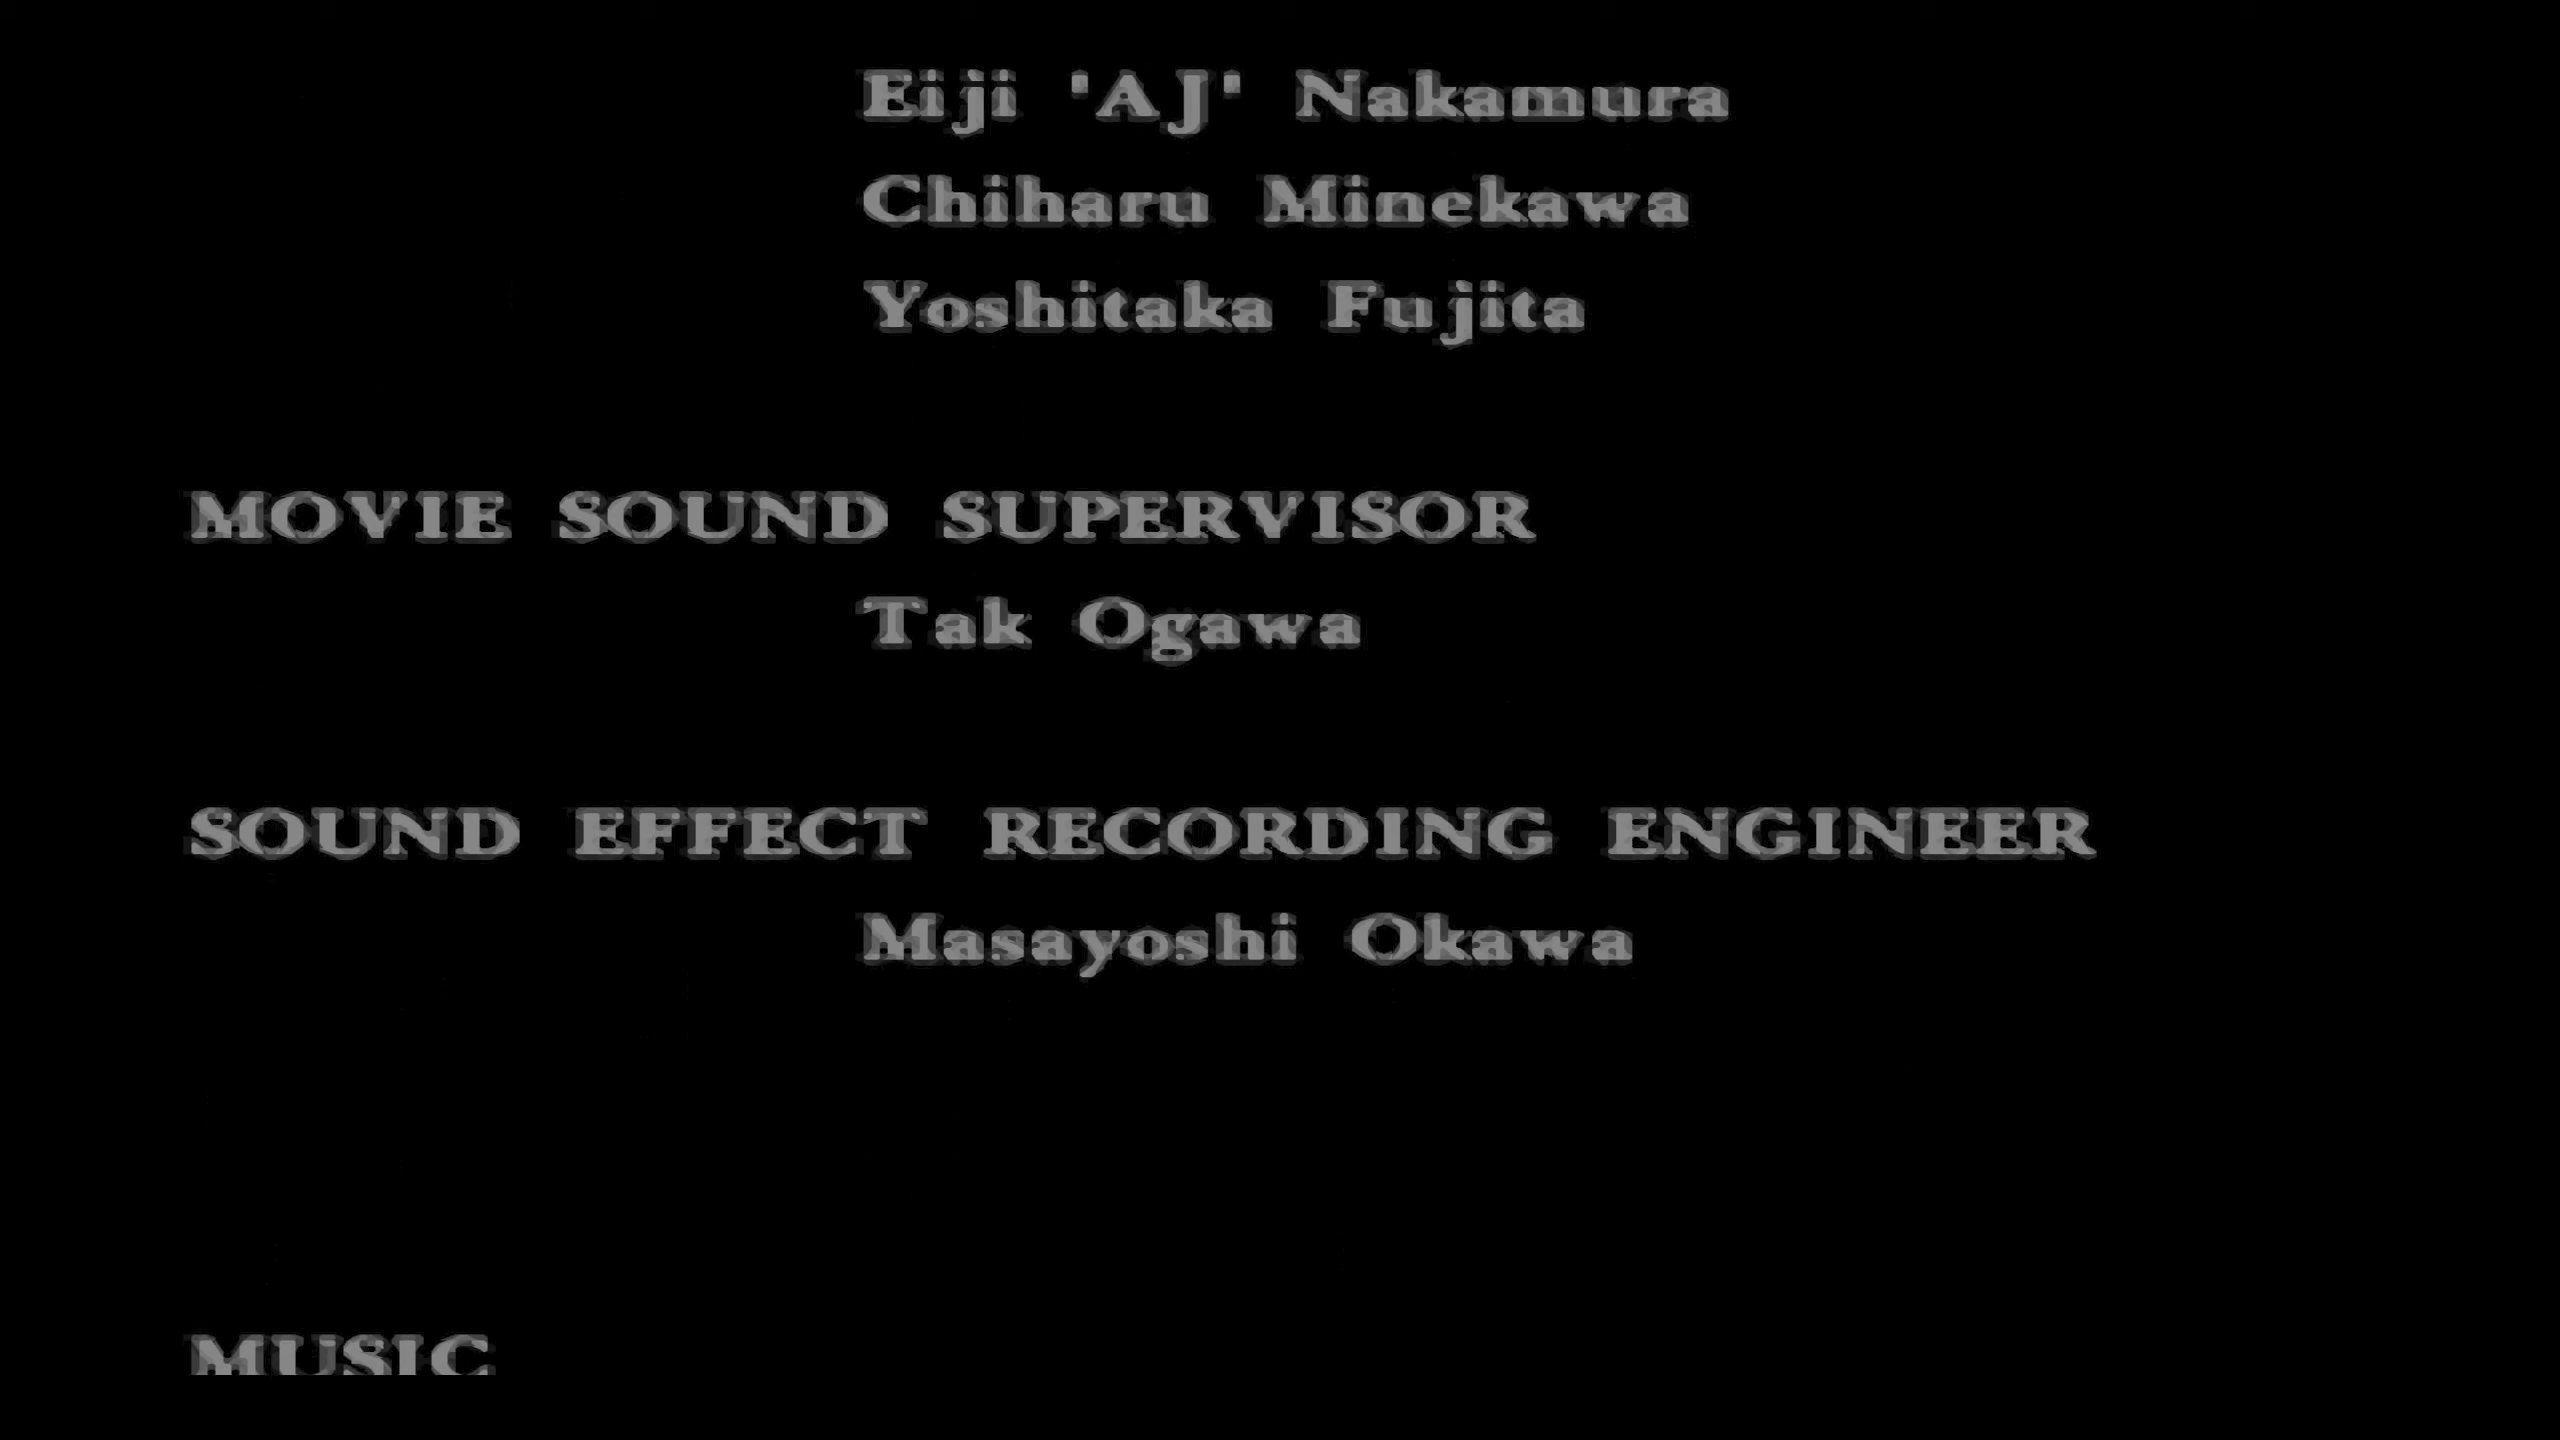 Eiji 'AJ' Nakamura
Chiharu Minekawa
Yoshitaka Fujita
MOVIE SOUND SUPERVISOR
Tak Ogawa
SOUND EFFECT RECORDING ENGINEER
Masayoshi Okawa
MUSIC